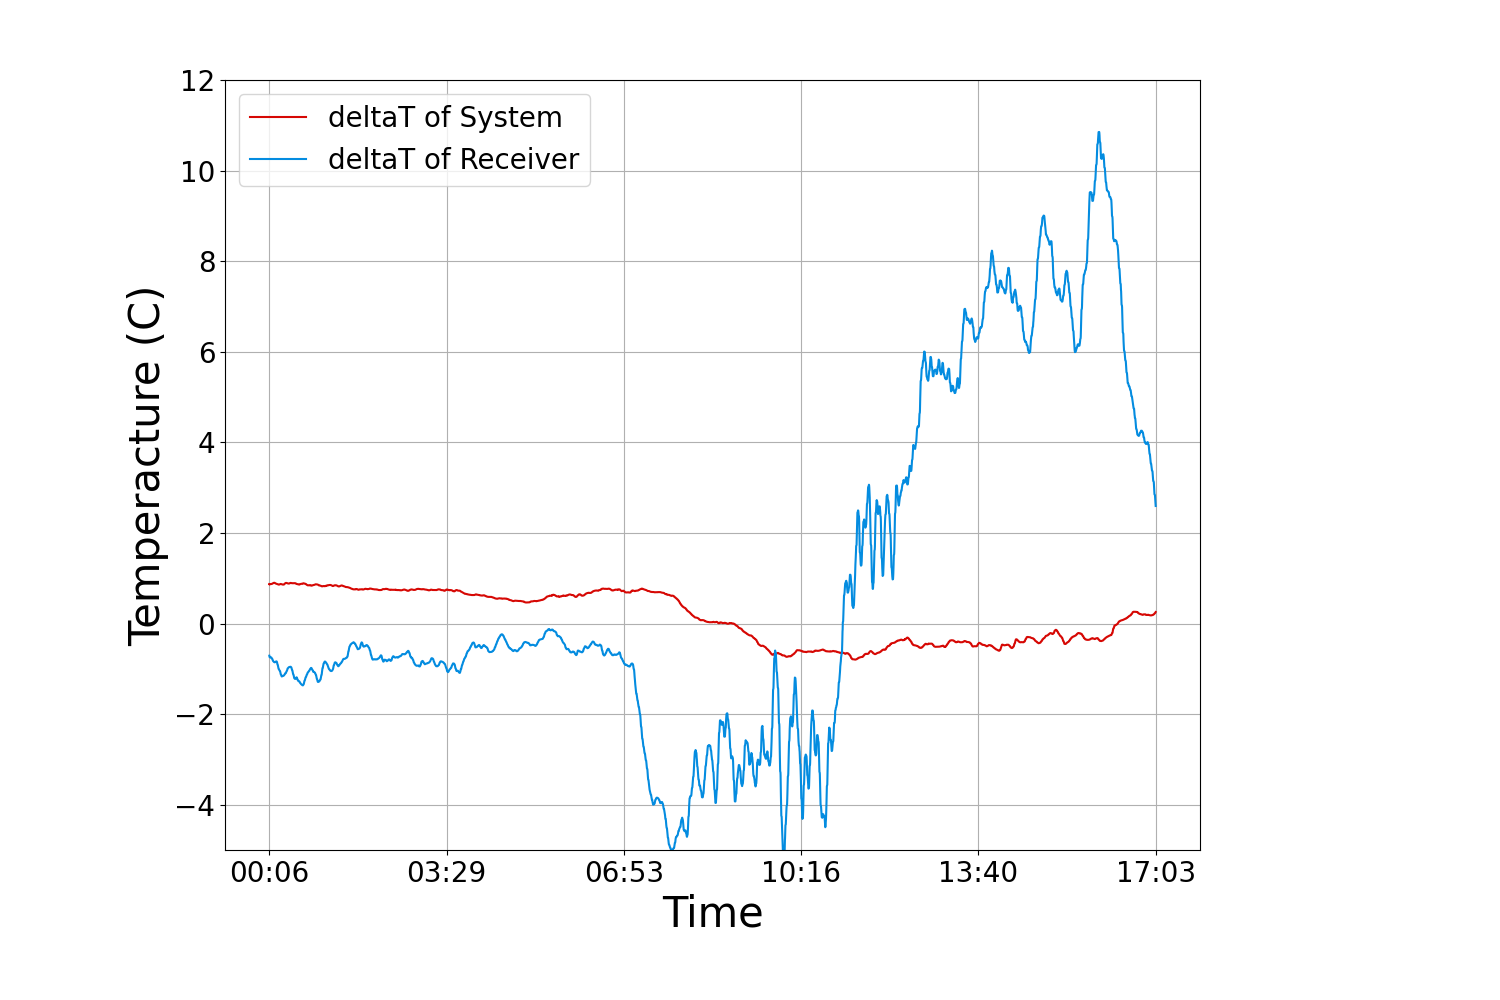 12
10
8
6
4
2
0
−2
−4
Temperacture (C)
deltaT of System
deltaT of Receiver
00:06 03:29 06:53 10:16 13:40 17:03
Time